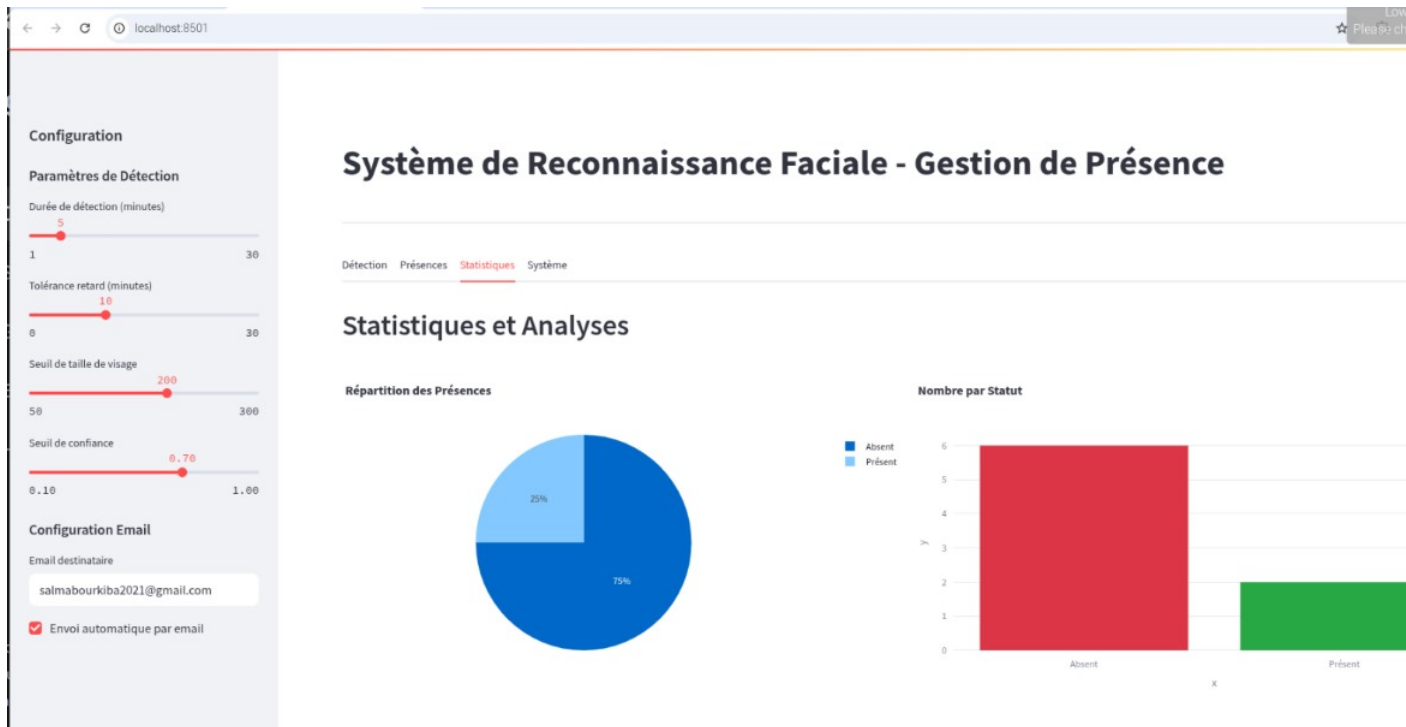 localhost:8501
Low
Please ch
Configuration
Paramètres de Détection
Durée de détection (minutes)
5
1 30
Tolérance retard (minutes)
10
0 30
Seuil de taille de visage
200
50 300
Seuil de confiance
0.70
0.10 1.00
Configuration Email
Email destinataire
salmabourkiba2021@gmail.com
Envoi automatique par email
Système de Reconnaissance Faciale - Gestion de Présence
Détection Présences Statistiques Système
Statistiques et Analyses
Répartition des Présences
Absent
Présent
25%
75%
Nombre par Statut
6
5
4
3
2
1
0
y
Absent Présent
x